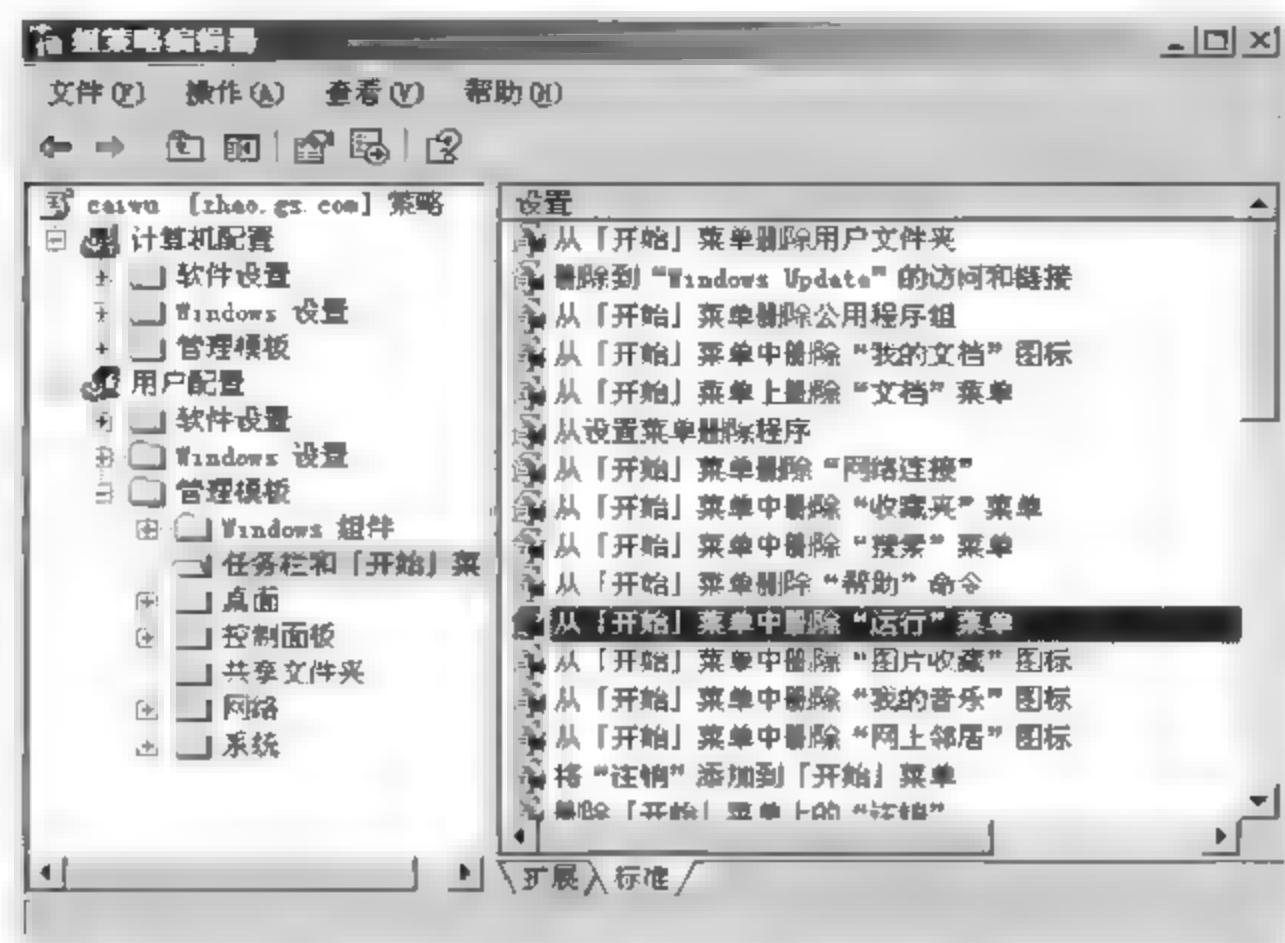 组策略编辑器
文件(F) 操作(A) 查看(V) 帮助(H)
caiwu [zhao.gs.com] 策略
计算机配置
软件设置
Windows 设置
管理模板
用户配置
软件设置
Windows 设置
管理模板
Windows 组件
任务栏和「开始」菜
桌面
控制面板
共享文件夹
网络
系统
设置
从「开始」菜单删除用户文件夹
删除到“Windows Update”的访问和链接
从「开始」菜单删除公用程序组
从「开始」菜单中删除“我的文档”图标
从「开始」菜单上删除“文档”菜单
从设置菜单删除程序
从「开始」菜单删除“网络连接”
从「开始」菜单中删除“收藏夹”菜单
从「开始」菜单中删除“搜索”菜单
从「开始」菜单删除“帮助”命令
从「开始」菜单中删除“运行”菜单
从「开始」菜单中删除“图片收藏”图标
从「开始」菜单中删除“我的音乐”图标
从「开始」菜单中删除“网上邻居”图标
将“注销”添加到「开始」菜单
删除「开始」菜单上的“注销”
扩展 标准